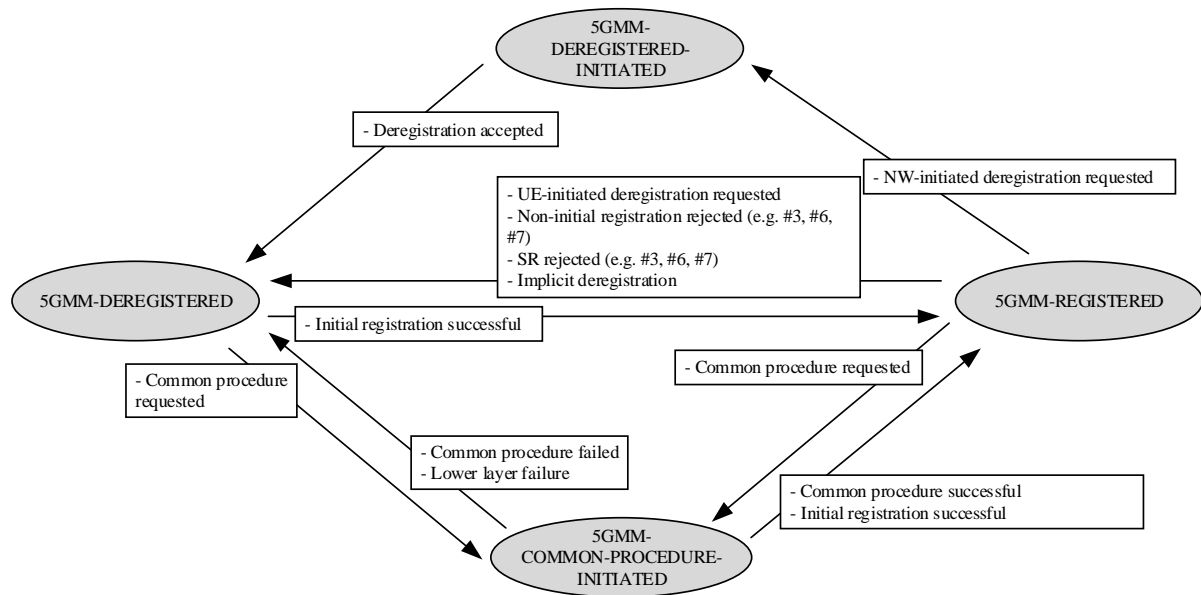 5GMM-
DEREGISTERED-
INITIATED
- Deregistration accepted
- NW-initiated deregistration requested
- UE-initiated deregistration requested
- Non-initial registration rejected (e.g. #3, #6,
#7)
- SR rejected (e.g. #3, #6, #7)
- Implicit deregistration
5GMM-DEREGISTERED
5GMM-REGISTERED
- Initial registration successful
- Common procedure
requested
- Common procedure requested
- Common procedure failed
- Lower layer failure
- Common procedure successful
- Initial registration successful
5GMM-
COMMON-PROCEDURE-
INITIATED